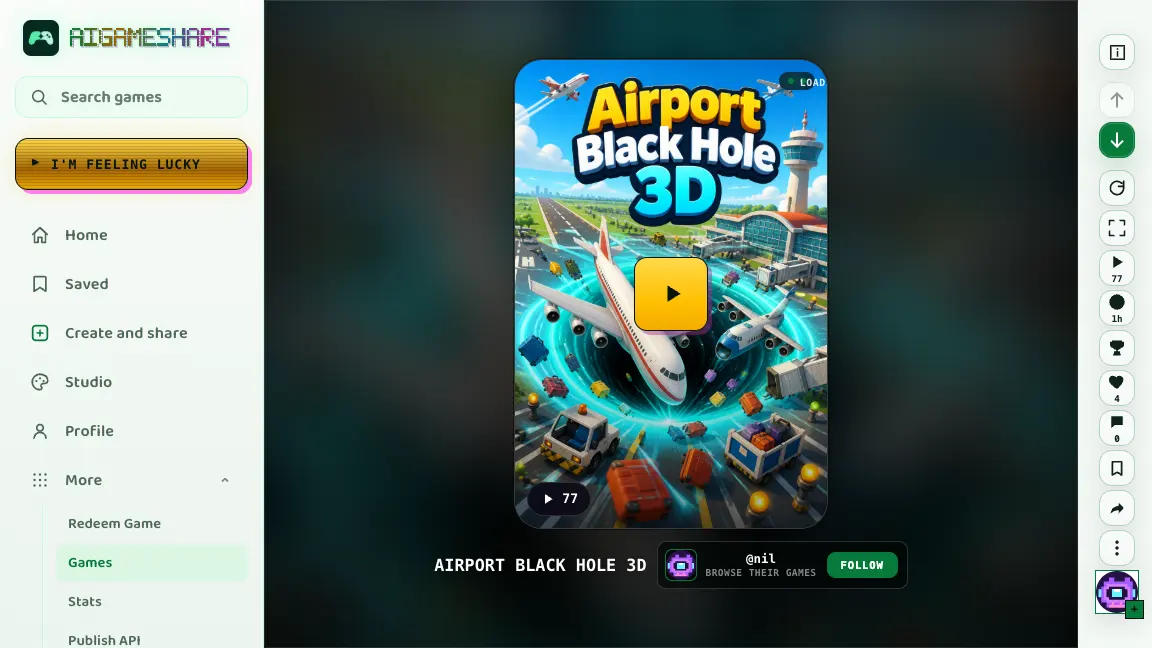 AIGAMESHARE
Search games
I'M FEELING LUCKY
Home
Saved
Create and share
Studio
Profile
More
Redeem Game
Games
Stats
Publish API
LOAD
Airport
Black Hole
3D
77
AIRPORT BLACK HOLE 3D
@nil
BROWSE THEIR GAMES
FOLLOW
77
1h
4
0